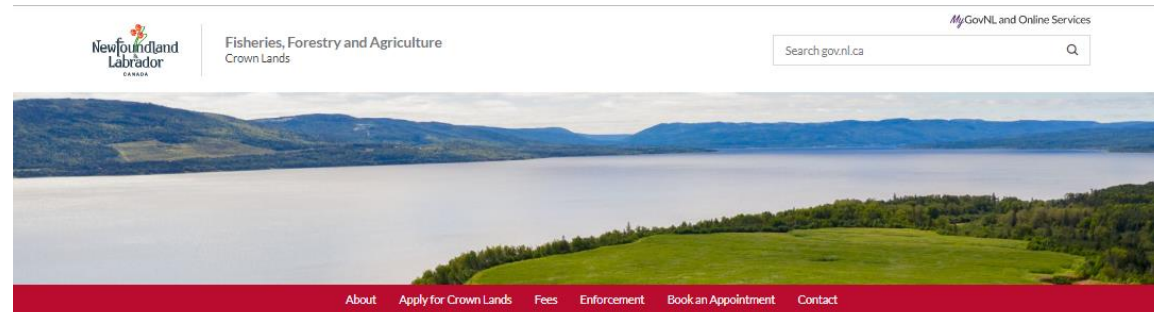 MyGovNL and Online Services
Newfoundland
Labrador
CANADA
Fisheries, Forestry and Agriculture
Crown Lands
Search gov.nl.ca
About Apply for Crown Lands Fees Enforcement Book an Appointment Contact